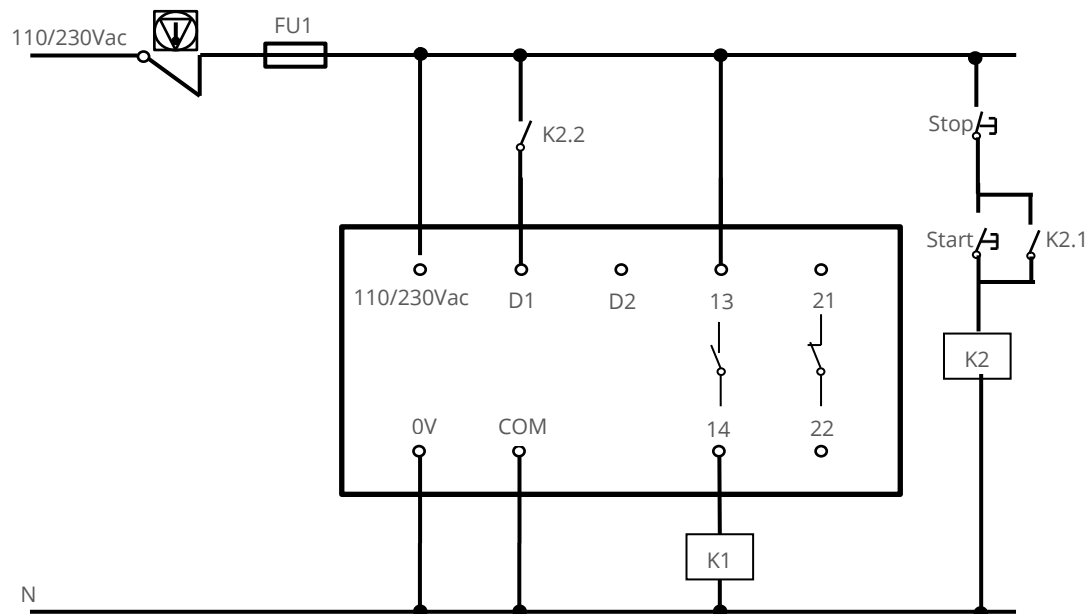 FU1
110/230Vac
Stop
K2.2
Start
K2.1
110/230Vac D1 D2 13 21
K2
0V COM 14 22
K1
N